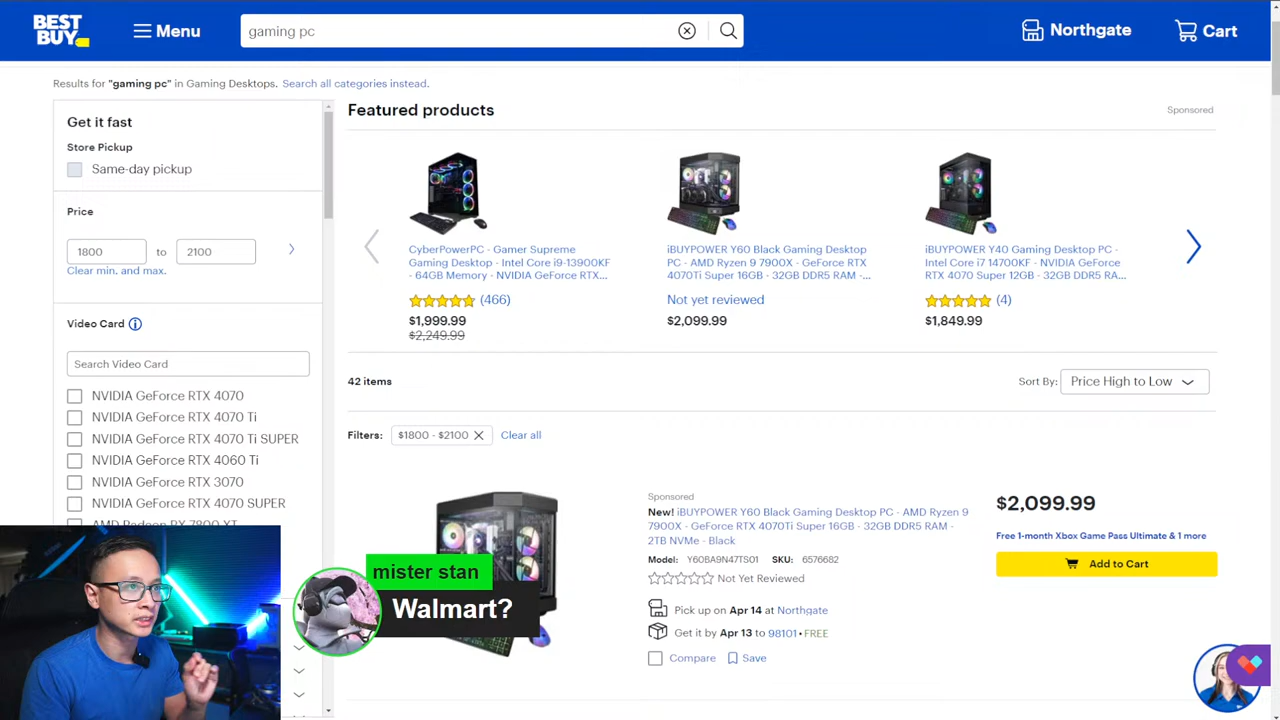 BEST
BUY
Menu
gaming pc
Northgate
Cart
Results for "gaming pc" in Gaming Desktops. Search all categories instead.
Get it fast
Store Pickup
Same-day pickup
Price
1800 to 2100
Clear min. and max.
Video Card
Search Video Card
NVIDIA GeForce RTX 4070
NVIDIA GeForce RTX 4070 Ti
NVIDIA GeForce RTX 4070 Ti SUPER
NVIDIA GeForce RTX 4060 Ti
NVIDIA GeForce RTX 3070
NVIDIA GeForce RTX 4070 SUPER
AMD Radeon RX 7800 XT
Featured products
Sponsored
CyberPowerPC - Gamer Supreme
Gaming Desktop - Intel Core i9-13900KF
- 64GB Memory - NVIDIA GeForce RTX...
(466)
$1,999.99
$2,249.99
iBUYPOWER Y60 Black Gaming Desktop
PC - AMD Ryzen 9 7900X - GeForce RTX
4070Ti Super 16GB - 32GB DDR5 RAM -...
Not yet reviewed
$2,099.99
iBUYPOWER Y40 Gaming Desktop PC -
Intel Core i7 14700KF - NVIDIA GeForce
RTX 4070 Super 12GB - 32GB DDR5 RA...
(4)
$1,849.99
42 items
Sort By: Price High to Low
Filters: $1800 - $2100 Clear all
Sponsored
New! iBUYPOWER Y60 Black Gaming Desktop PC - AMD Ryzen 9
7900X - GeForce RTX 4070Ti Super 16GB - 32GB DDR5 RAM -
2TB NVMe - Black
Model: Y60BA9N47TS01 SKU: 6576682
Not Yet Reviewed
Pick up on Apr 14 at Northgate
Get it by Apr 13 to 98101 • FREE
Compare Save
$2,099.99
Free 1-month Xbox Game Pass Ultimate & 1 more
Add to Cart
mister stan
Walmart?